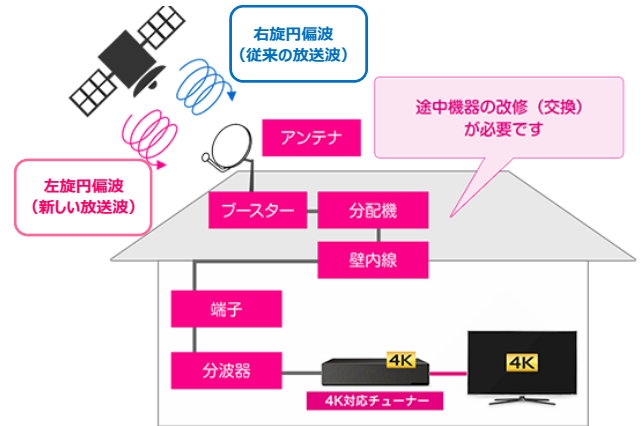 右旋円偏波
（従来の放送波）
アンテナ
途中機器の改修（交換）
が必要です
左旋円偏波
（新しい放送波）
ブースター
分配機
壁内線
端子
分波器
4K
4K
4K対応チューナー